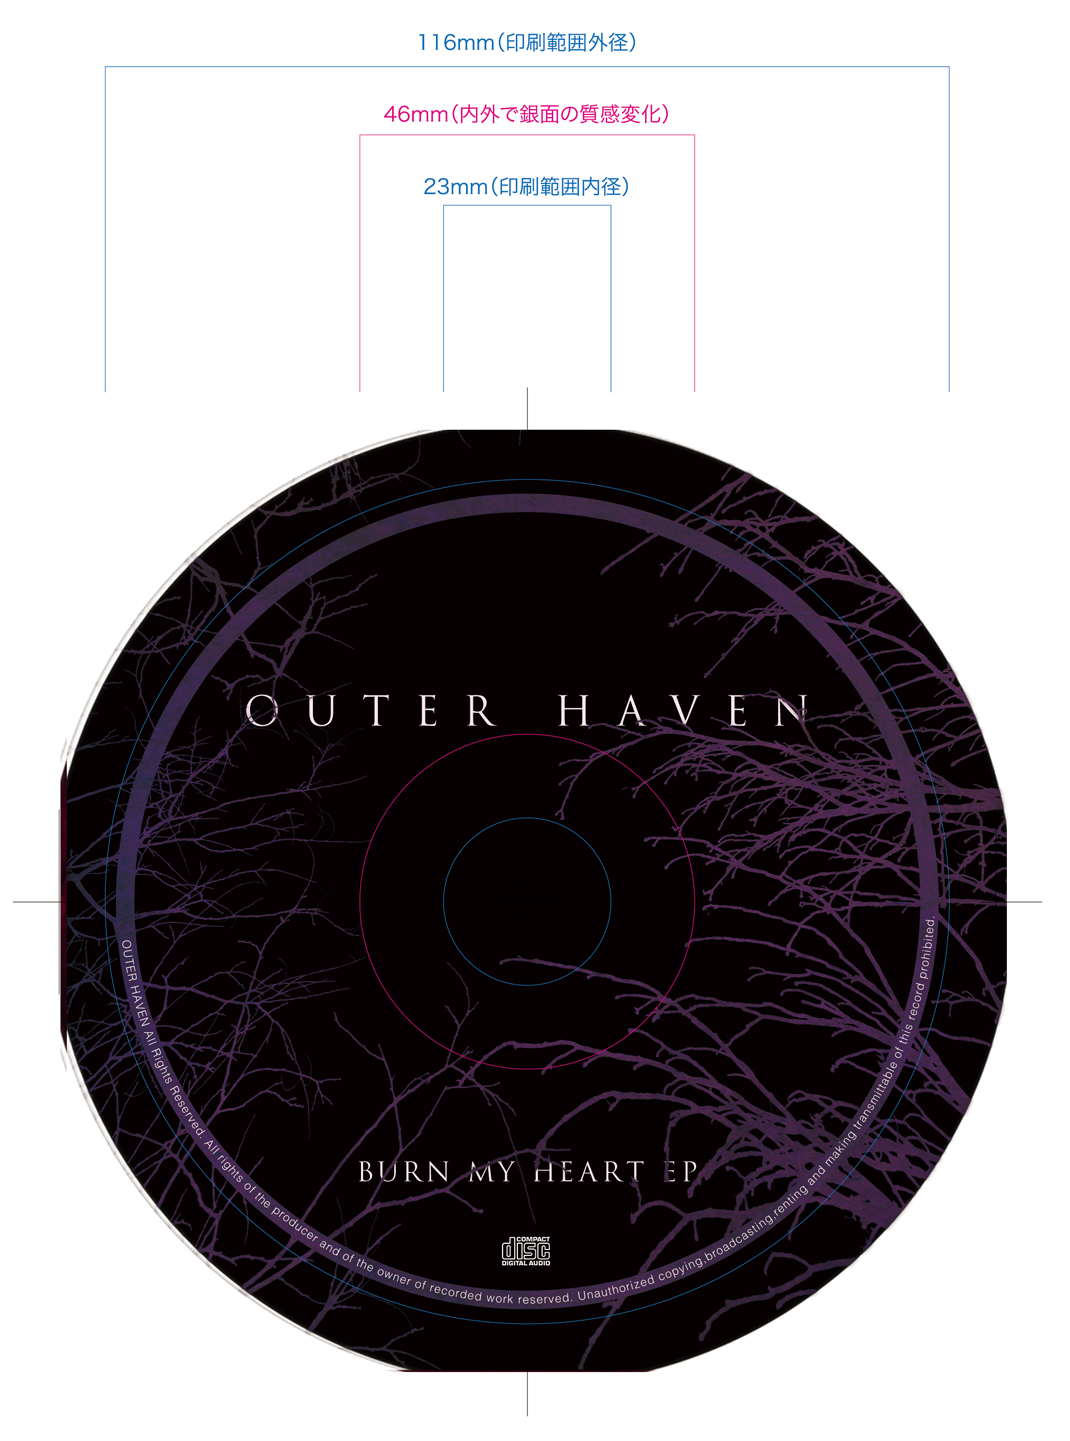 116mm（印刷範囲外径）
46mm（内外で銀面の質感変化）
23mm（印刷範囲内径）
OUTER HAVEN
BURN MY HEART EP
COMPACT
disc
DIGITAL AUDIO
OUTER HAVEN All Rights Reserved. All rights of the producer and of the owner of recorded work reserved. Unauthorized copying,broadcasting,renting and making transmittable of this record prohibited.